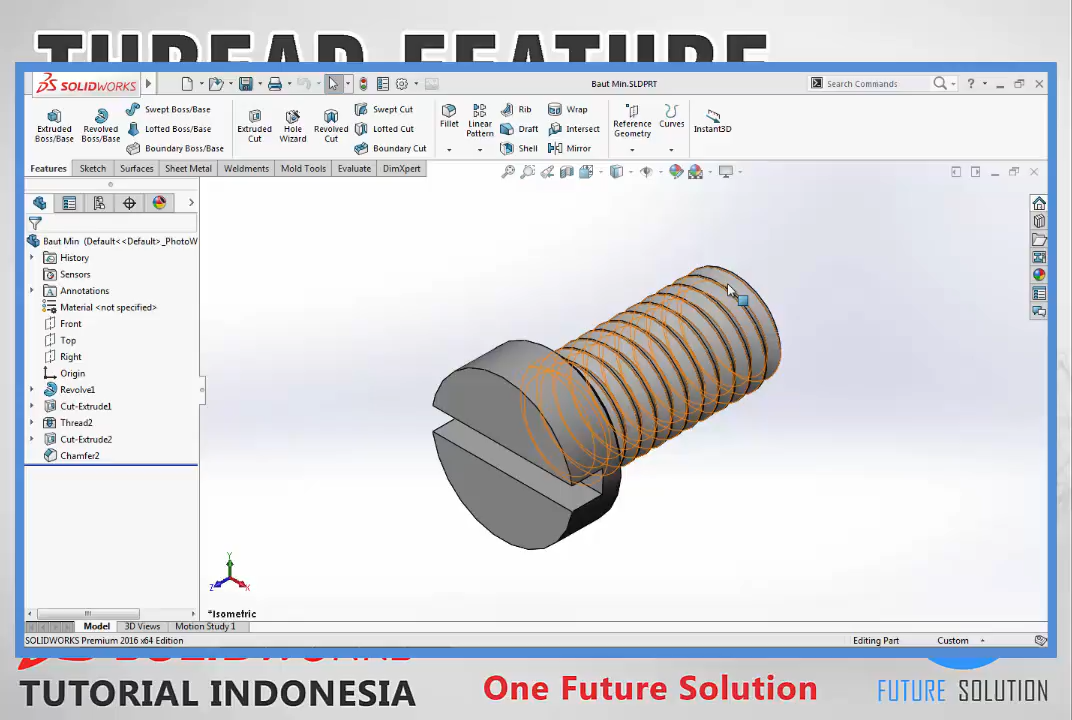 THREAD FEATURE
SOLIDWORKS
Baut Min.SLDPRT
Search Commands
?
Extruded Boss/Base
Revolved Boss/Base
Swept Boss/Base
Lofted Boss/Base
Boundary Boss/Base
Extruded Cut
Hole Wizard
Revolved Cut
Swept Cut
Lofted Cut
Boundary Cut
Fillet
Linear Pattern
Rib
Draft
Shell
Wrap
Intersect
Mirror
Reference Geometry
Curves
Instant3D
Features Sketch Surfaces Sheet Metal Mold Tools Weldments Evaluate DimXpert
Baut Min (Default<<Default>_PhotoW
History
Sensors
Annotations
Material <not specified>
Front
Top
Right
Origin
Revolve1
Cut-Extrude1
Thread2
Cut-Extrude2
Chamfer2
Y
Z
X
*Isometric
Model 3D Views Motion Study 1
SOLIDWORKS Premium 2016 x64 Edition
Editing Part
Custom
SOLIDWORKS
TUTORIAL INDONESIA
One Future Solution
FUTURE SOLUTION